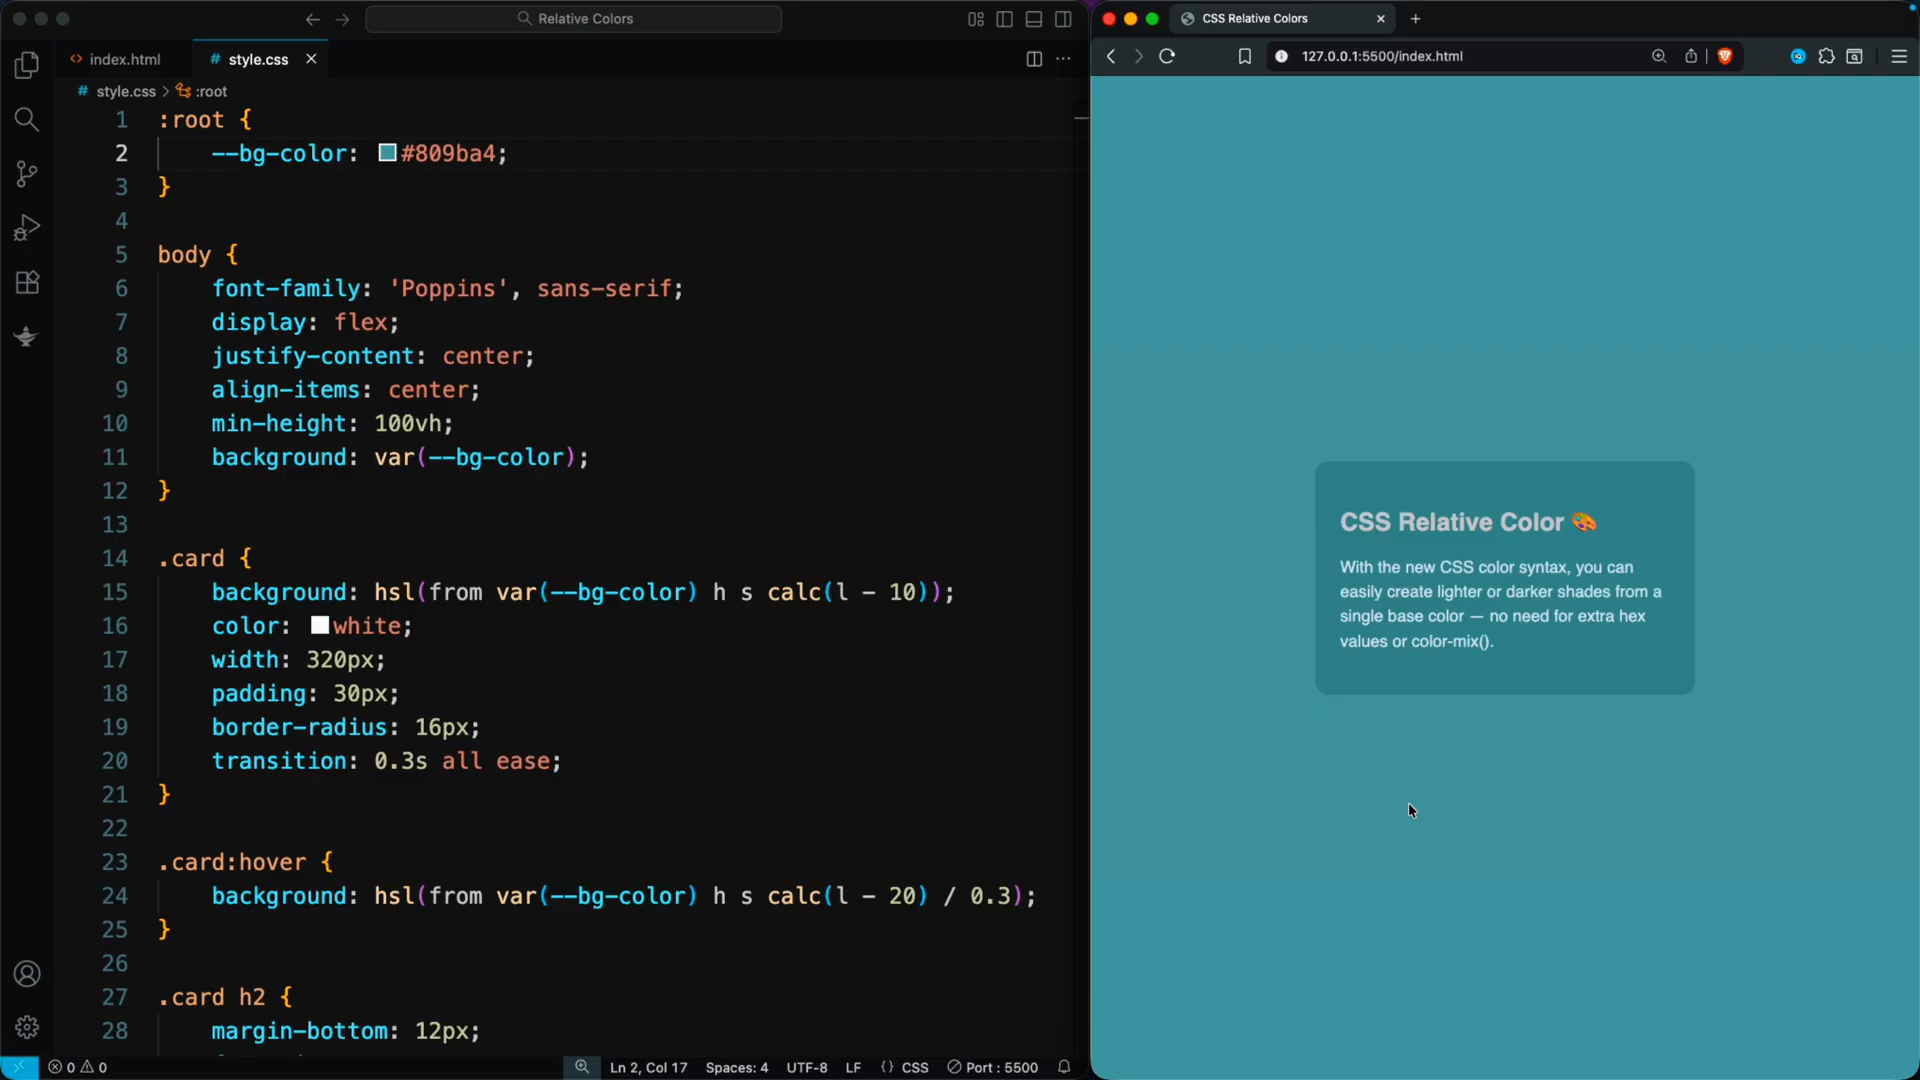 Relative Colors
index.html
# style.css
# style.css > :root
1 :root {
2 --bg-color: #809ba4;
3 }
4
5 body {
6 font-family: 'Poppins', sans-serif;
7 display: flex;
8 justify-content: center;
9 align-items: center;
10 min-height: 100vh;
11 background: var(--bg-color);
12 }
13
14 .card {
15 background: hsl(from var(--bg-color) h s calc(l - 10));
16 color: white;
17 width: 320px;
18 padding: 30px;
19 border-radius: 16px;
20 transition: 0.3s all ease;
21 }
22
23 .card:hover {
24 background: hsl(from var(--bg-color) h s calc(l - 20) / 0.3);
25 }
26
27 .card h2 {
28 margin-bottom: 12px;
0 0
Ln 2, Col 17
Spaces: 4
UTF-8
LF
{} CSS
Port : 5500
CSS Relative Colors
127.0.0.1:5500/index.html
CSS Relative Color 🎨
With the new CSS color syntax, you can
easily create lighter or darker shades from a
single base color — no need for extra hex
values or color-mix().